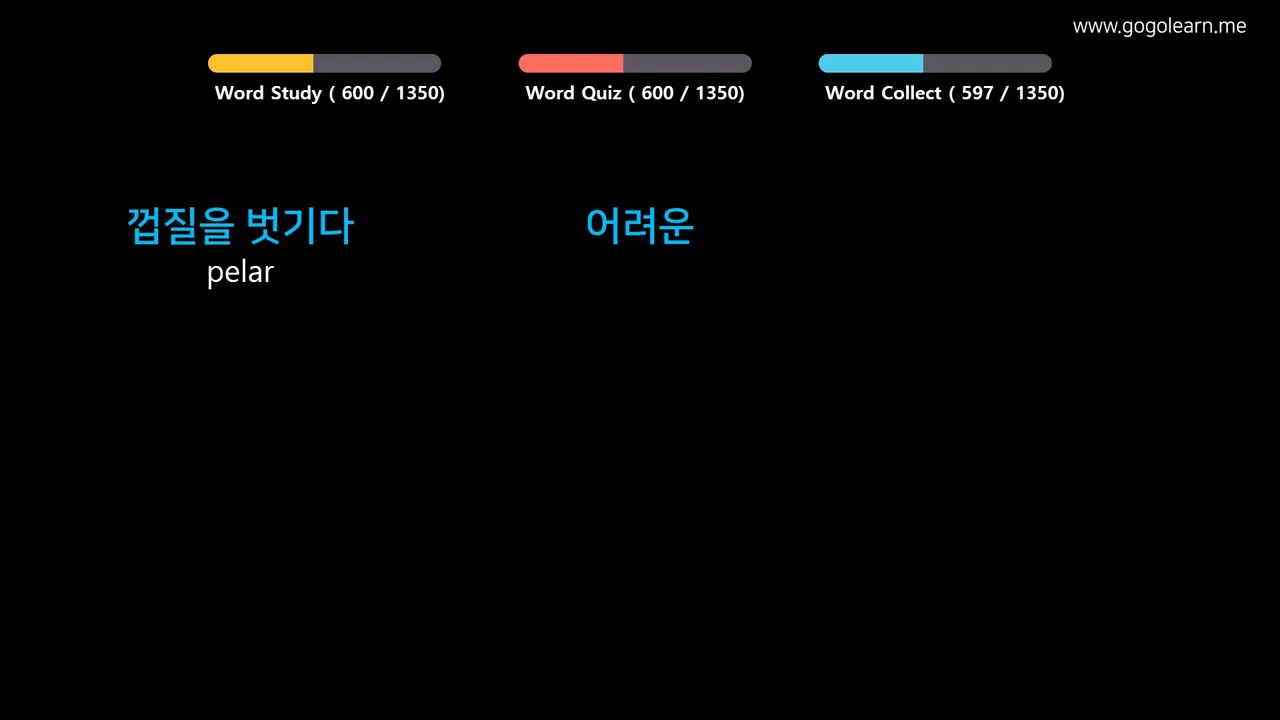 www.gogolearn.me
Word Study ( 600 / 1350)
Word Quiz ( 600 / 1350)
Word Collect ( 597 / 1350)
껍질을 벗기다
pelar
어려운